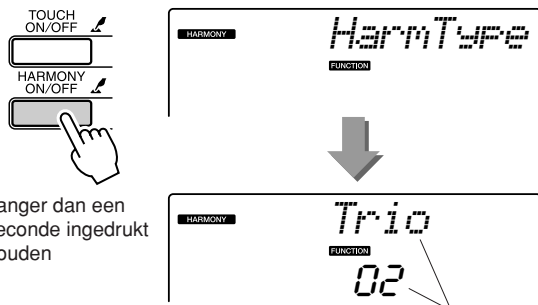 TOUCH
ON/OFF
HARMONY
ON/OFF
anger dan een
econde ingedrukt
ouden
HARMONY
HarmType
FUNCTION
HARMONY
Trio
FUNCTION
02